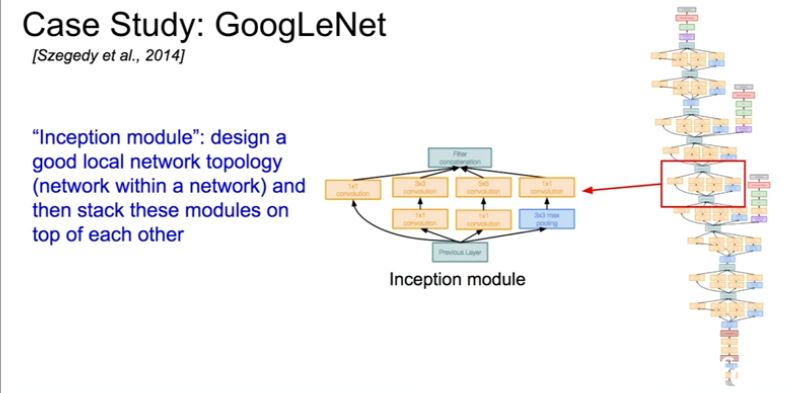 Case Study: GoogLeNet
[Szegedy et al., 2014]
“Inception module”: design a
good local network topology
(network within a network) and
then stack these modules on
top of each other
Filter
concatenation
1x1
convolution
3x3
convolution
5x5
convolution
1x1
convolution
1x1
convolution
1x1
convolution
3x3 max
pooling
Previous Layer
Inception module